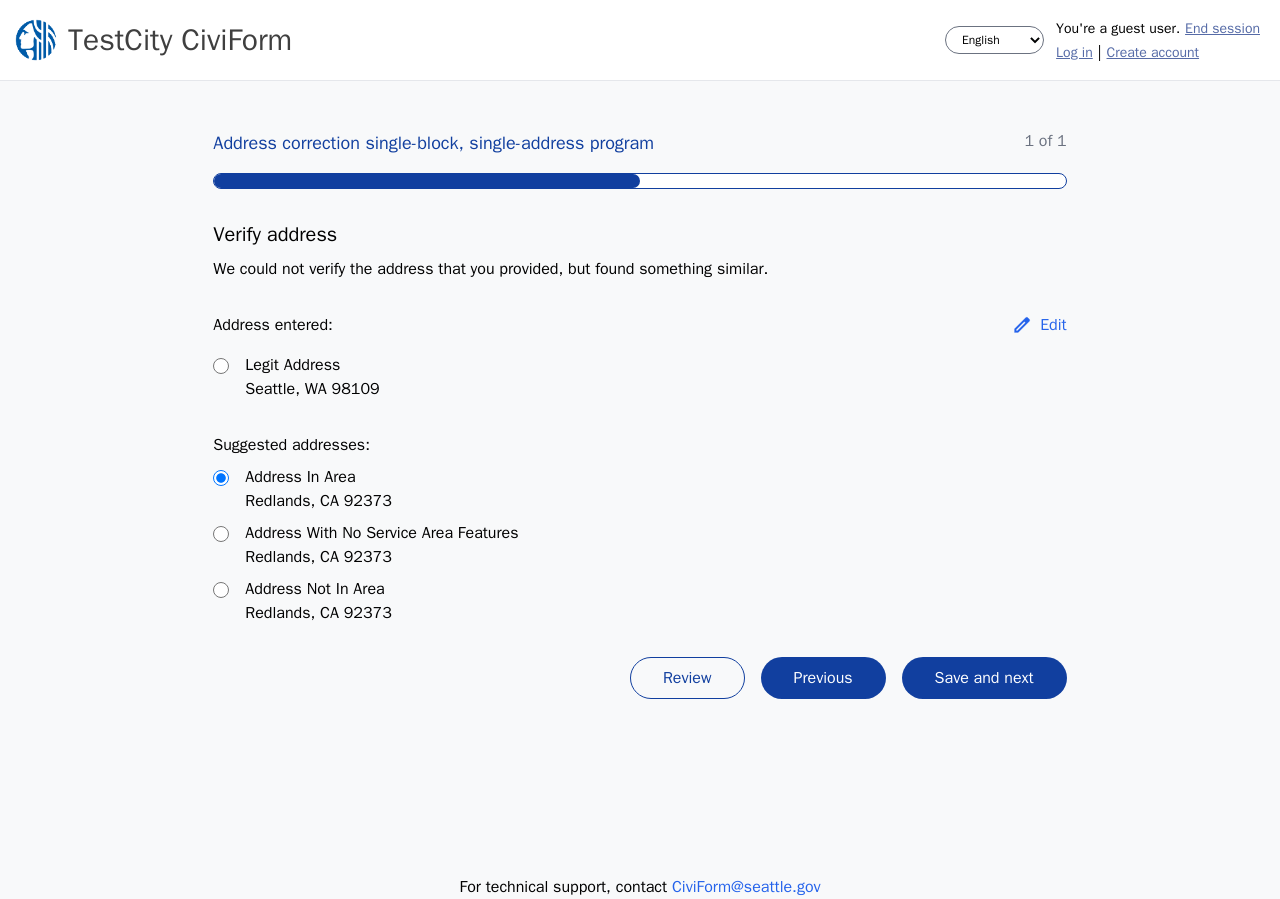 TestCity CiviForm
English
You're a guest user. End session
Log in | Create account
Address correction single-block, single-address program
1 of 1
Verify address
We could not verify the address that you provided, but found something similar.
Address entered:
Edit
Legit Address
Seattle, WA 98109
Suggested addresses:
Address In Area
Redlands, CA 92373
Address With No Service Area Features
Redlands, CA 92373
Address Not In Area
Redlands, CA 92373
Review
Previous
Save and next
For technical support, contact CiviForm@seattle.gov